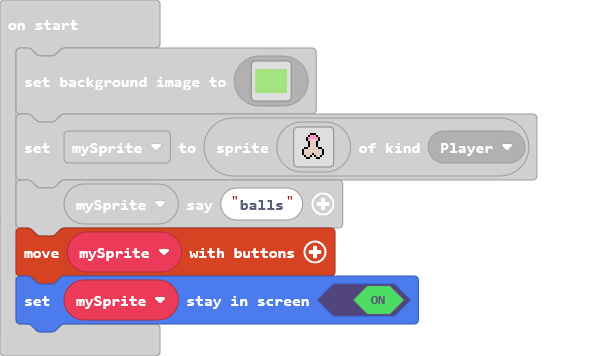 on start
set background image to
set mySprite to sprite of kind Player
mySprite say "balls"
move mySprite with buttons
set mySprite stay in screen ON